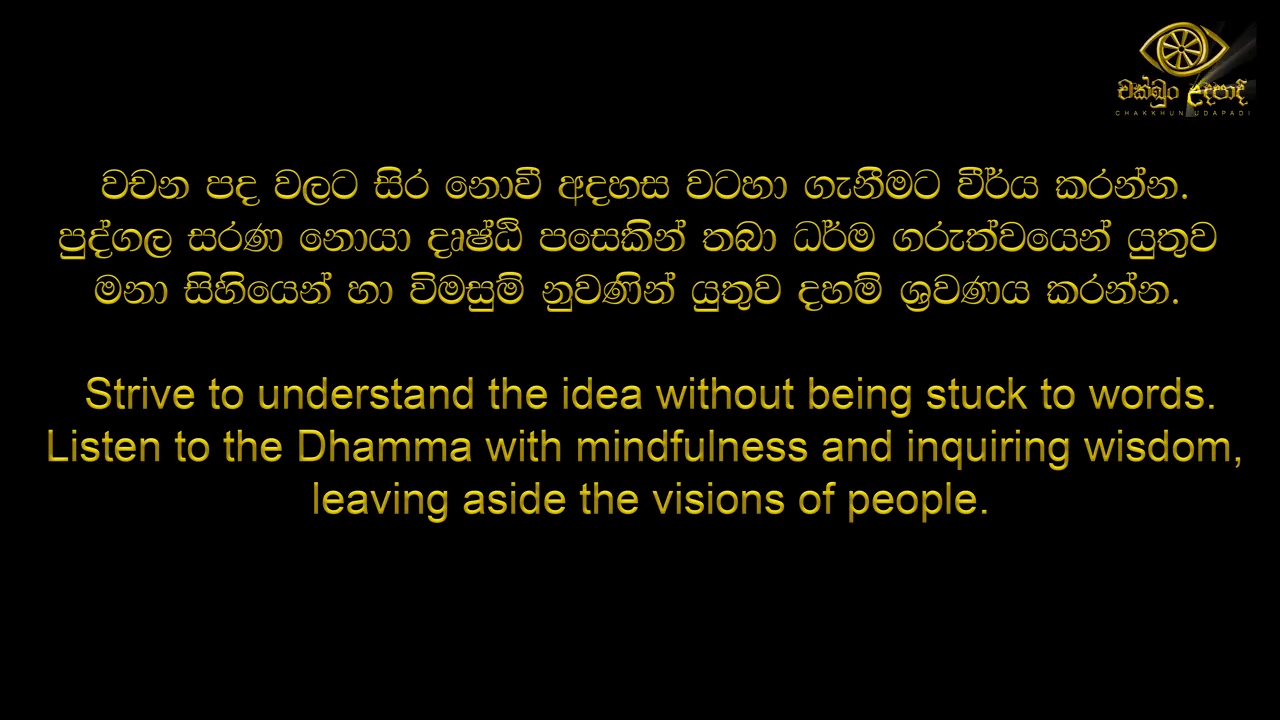 චක්ඛුං උදපාදි
CHAKKHUN UDAPADI
වචන පද වලට සිර නොවී අදහස වටහා ගැනීමට වීර්ය කරන්න.
පුද්ගල සරණ නොයා දෘෂ්ඨි පසෙකින් තබා ධර්ම ගරුත්වයෙන් යුතුව
මනා සිහියෙන් හා විමසුම් නුවණින් යුතුව දහම් ශ්‍රවණය කරන්න.
Strive to understand the idea without being stuck to words.
Listen to the Dhamma with mindfulness and inquiring wisdom,
leaving aside the visions of people.